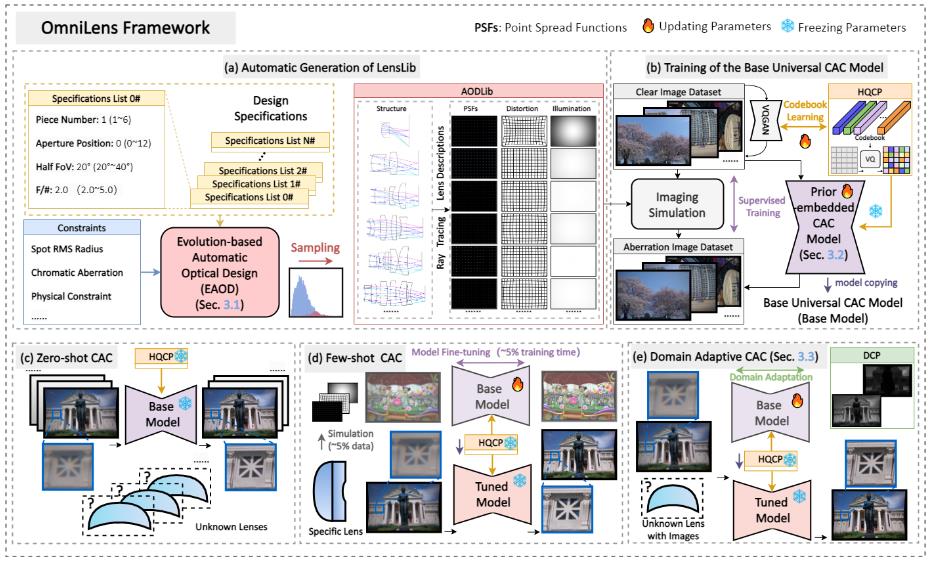 OmniLens Framework
PSFs: Point Spread Functions
Updating Parameters
Freezing Parameters
(a) Automatic Generation of LensLib
Specifications List 0#
Piece Number: 1 (1~6)
Aperture Position: 0 (0~12)
Half FoV: 20° (20°~40°)
F/#: 2.0 (2.0~5.0)
Design
Specifications
Specifications List N#
Specifications List 2#
Specifications List 1#
Specifications List 0#
Constraints
Spot RMS Radius
Chromatic Aberration
Physical Constraint
......
Evolution-based
Automatic
Optical Design
(EAOD)
(Sec. 3.1)
Sampling
AODLib
Structure
PSFs
Distortion
Illumination
Lens Descriptions
Ray Tracing
......
......
......
......
(b) Training of the Base Universal CAC Model
Clear Image Dataset
......
VQGAN
Codebook
Learning
HQCP
Codebook
VQ
Imaging
Simulation
Supervised
Training
Prior
-embedded
CAC
Model
(Sec. 3.2)
Aberration Image Dataset
......
model copying
Base Universal CAC Model
(Base Model)
(c) Zero-shot CAC
......
HQCP
......
Base
Model
......
? ? ?
Unknown Lenses
(d) Few-shot CAC
Model Fine-tuning (~5% training time)
Base
Model
Simulation
(~5% data)
HQCP
Tuned
Model
Specific Lens
(e) Domain Adaptive CAC (Sec. 3.3)
DCP
Domain Adaptation
Base
Model
HQCP
?
Tuned
Model
Unknown Lens
with Images